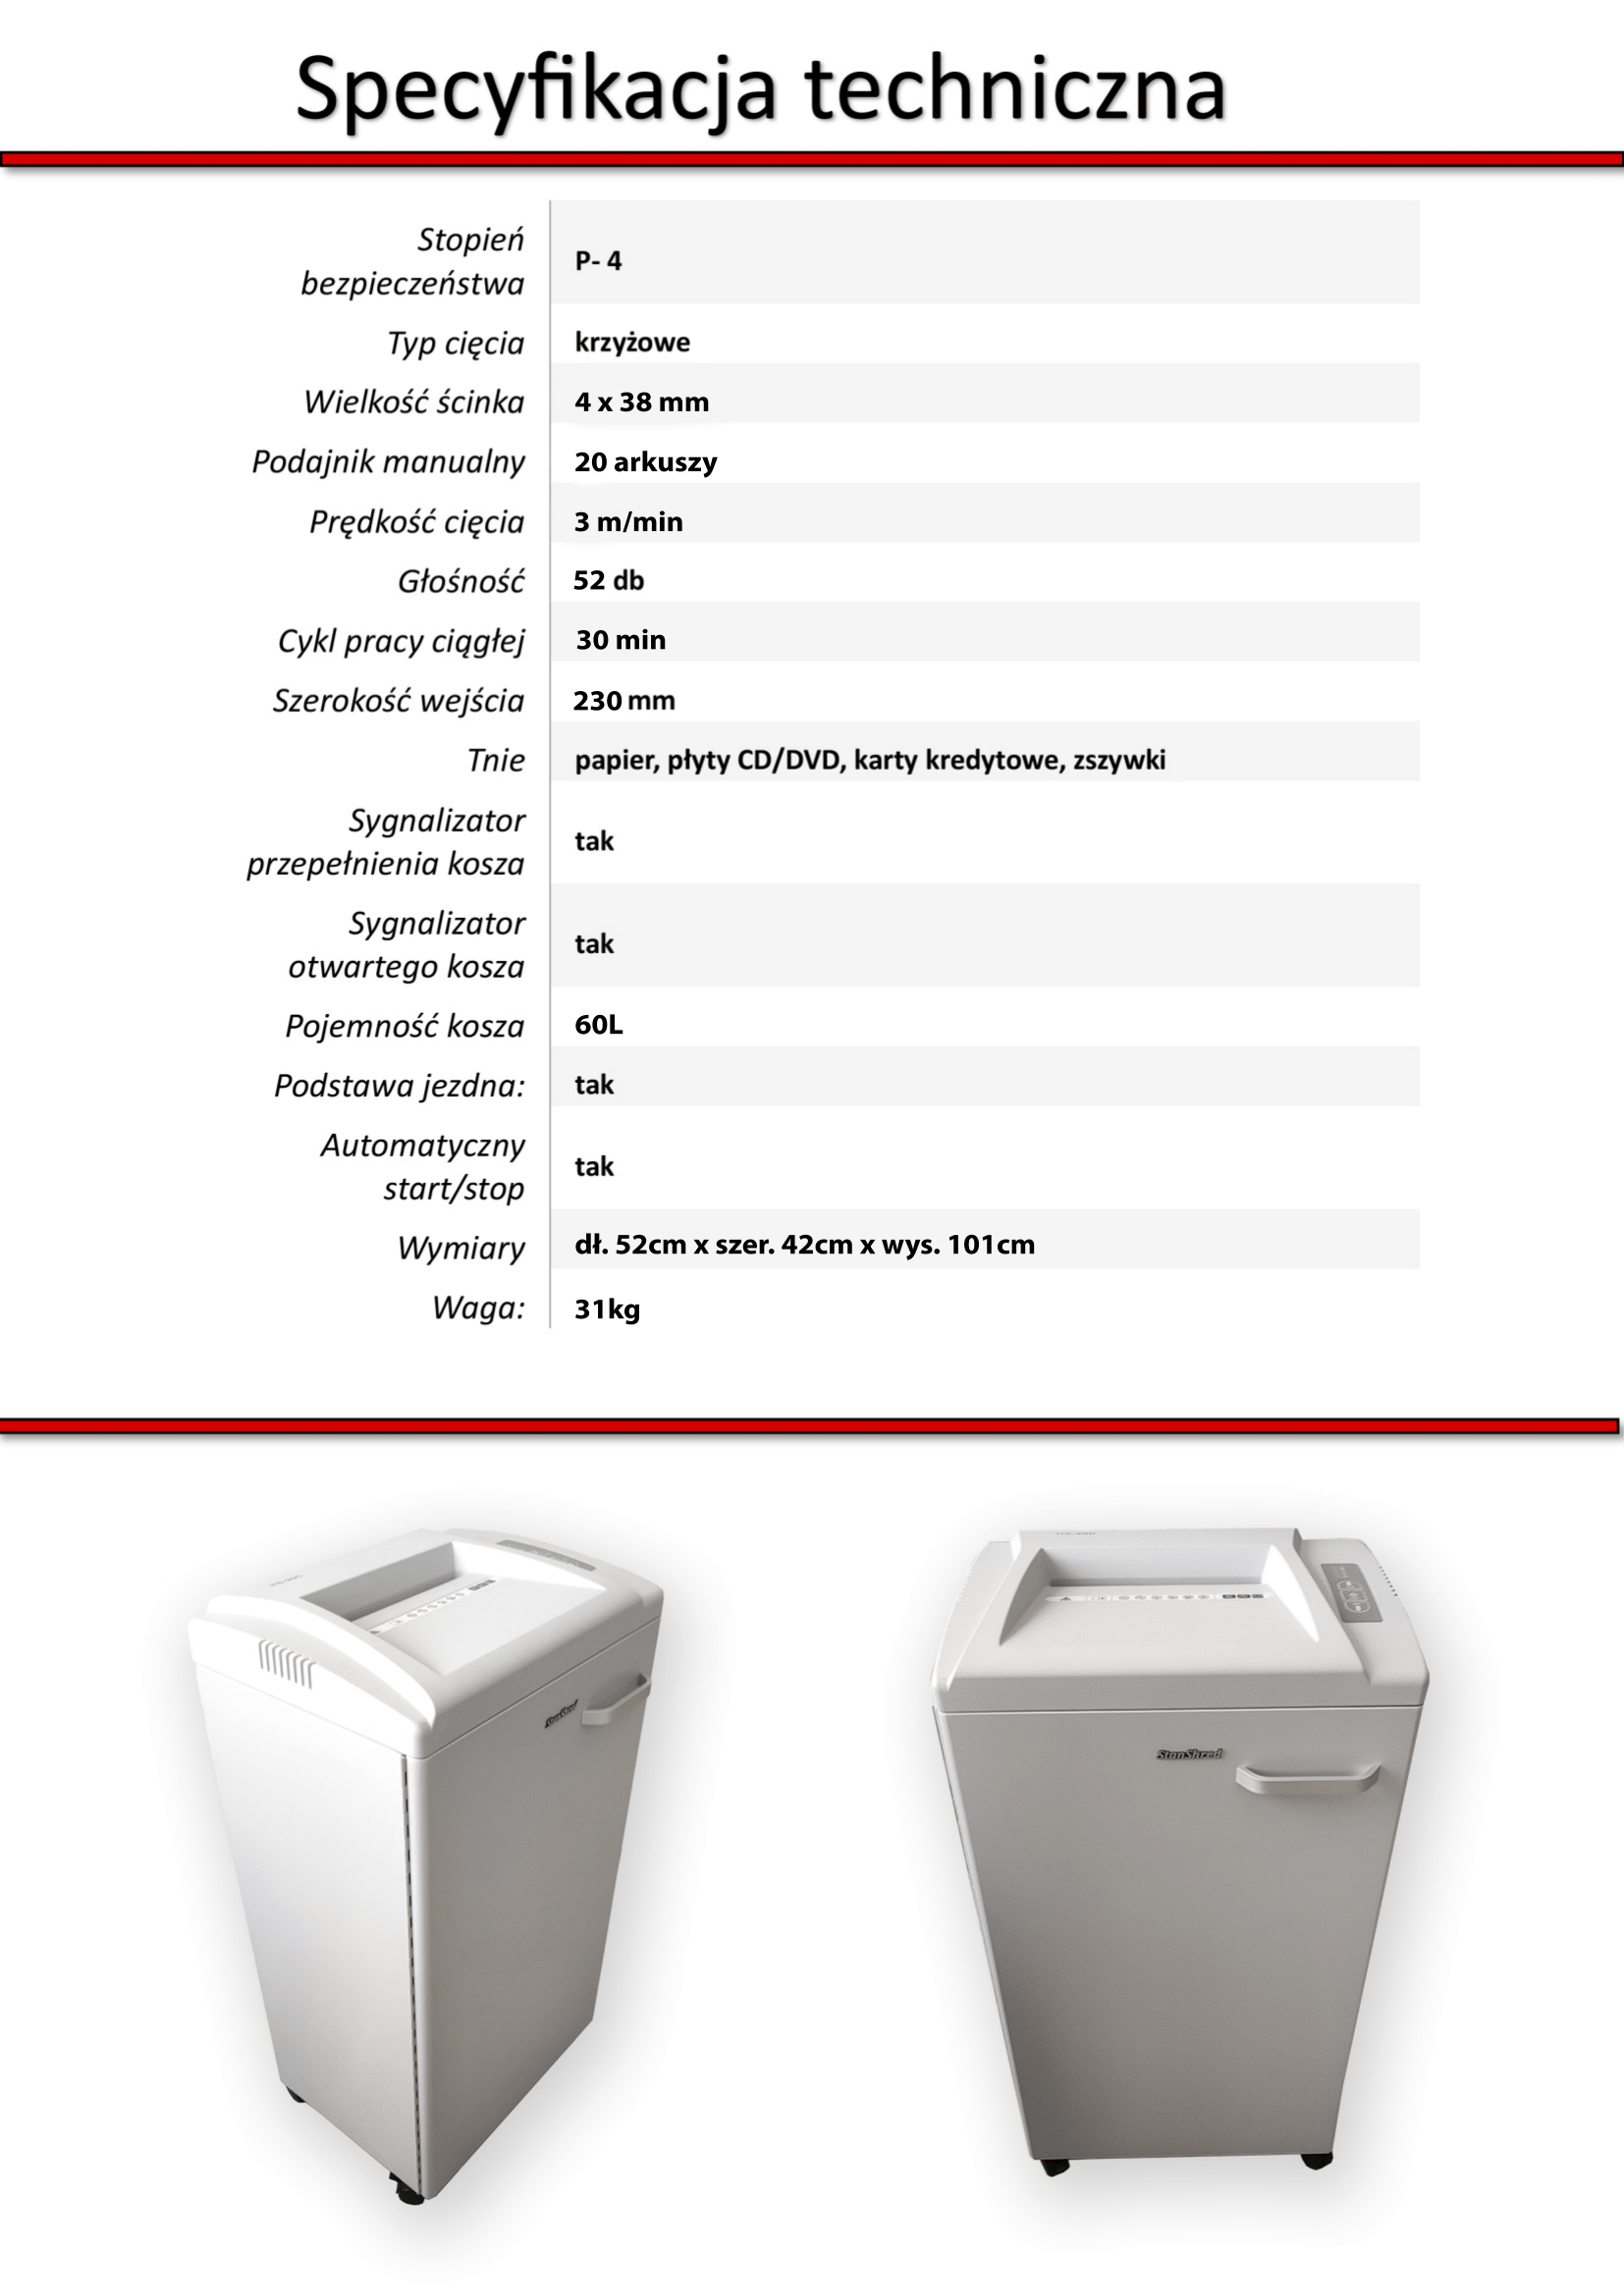 Specyfikacja techniczna
Stopień
bezpieczeństwa
P- 4
Typ cięcia
krzyżowe
Wielkość ścinka
4 x 38 mm
Podajnik manualny
20 arkuszy
Prędkość cięcia
3 m/min
Głośność
52 db
Cykl pracy ciągłej
30 min
Szerokość wejścia
230 mm
Tnie
papier, płyty CD/DVD, karty kredytowe, zszywki
Sygnalizator
przepełnienia kosza
tak
Sygnalizator
otwartego kosza
tak
Pojemność kosza
60L
Podstawa jezdna:
tak
Automatyczny
start/stop
tak
Wymiary
dł. 52cm x szer. 42cm x wys. 101cm
Waga:
31kg
StanShred
StanShred